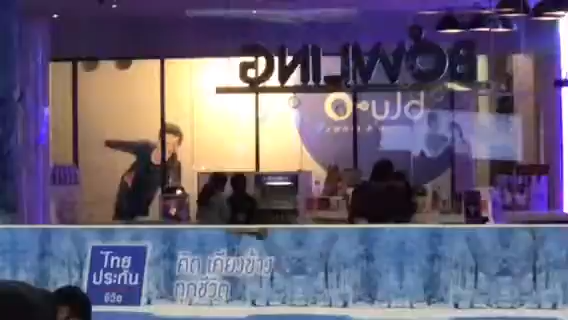 BOWLING
blu-O
ไทย
ประกัน
ชีวิต
คิด เคียงข้าง
ทุกชีวิต